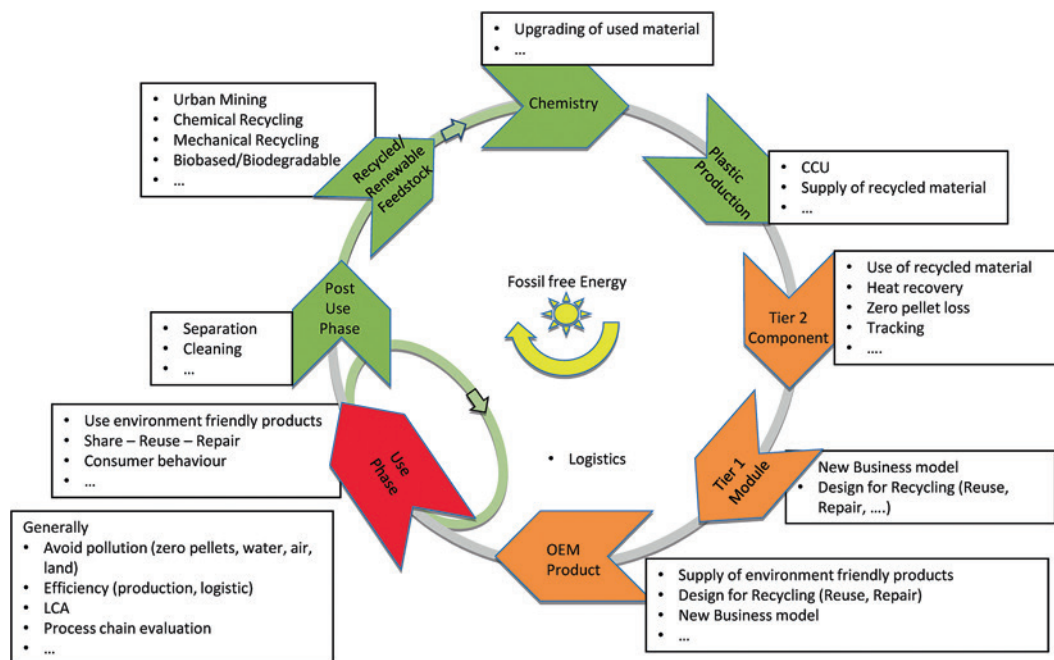 • Upgrading of used material
• ...
Chemistry
• Urban Mining
• Chemical Recycling
• Mechanical Recycling
• Biobased/Biodegradable
• ...
Recycled/
Renewable
Feedstock
Plastic
Production
• CCU
• Supply of recycled material
• ...
• Use of recycled material
• Heat recovery
• Zero pellet loss
• Tracking
• ....
Tier 2
Component
Fossil free Energy
Post
Use
Phase
• Separation
• Cleaning
• ...
• Use environment friendly products
• Share – Reuse – Repair
• Consumer behaviour
• ...
Use
Phase
• Logistics
Tier 1
Module
New Business model
• Design for Recycling (Reuse,
Repair, ....)
OEM
Product
• Supply of environment friendly products
• Design for Recycling (Reuse, Repair)
• New Business model
• ...
Generally
• Avoid pollution (zero pellets, water, air,
land)
• Efficiency (production, logistic)
• LCA
• Process chain evaluation
• ...